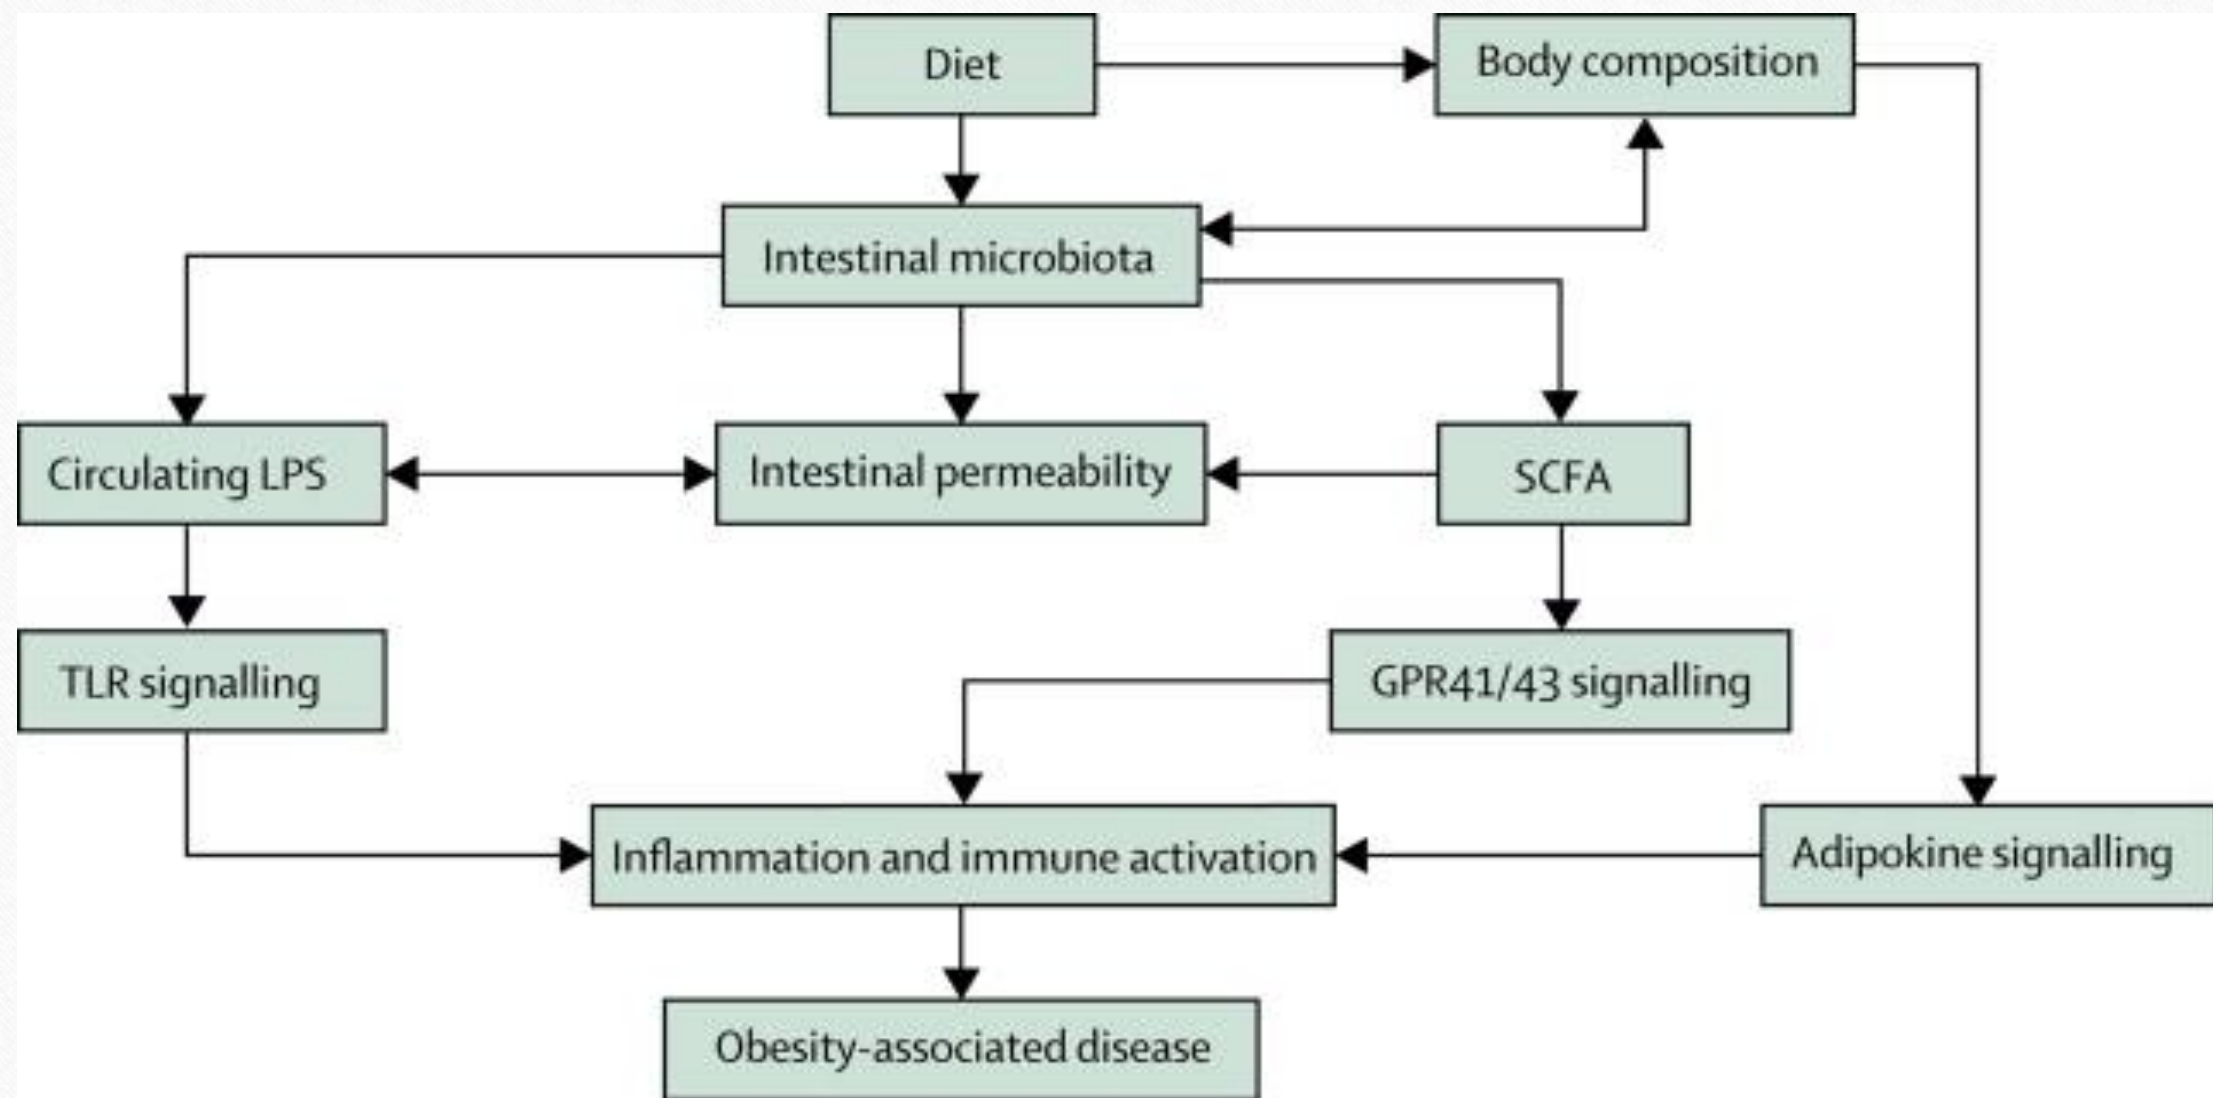 Diet
Body composition
Intestinal microbiota
Circulating LPS
Intestinal permeability
SCFA
TLR signalling
GPR41/43 signalling
Inflammation and immune activation
Adipokine signalling
Obesity-associated disease